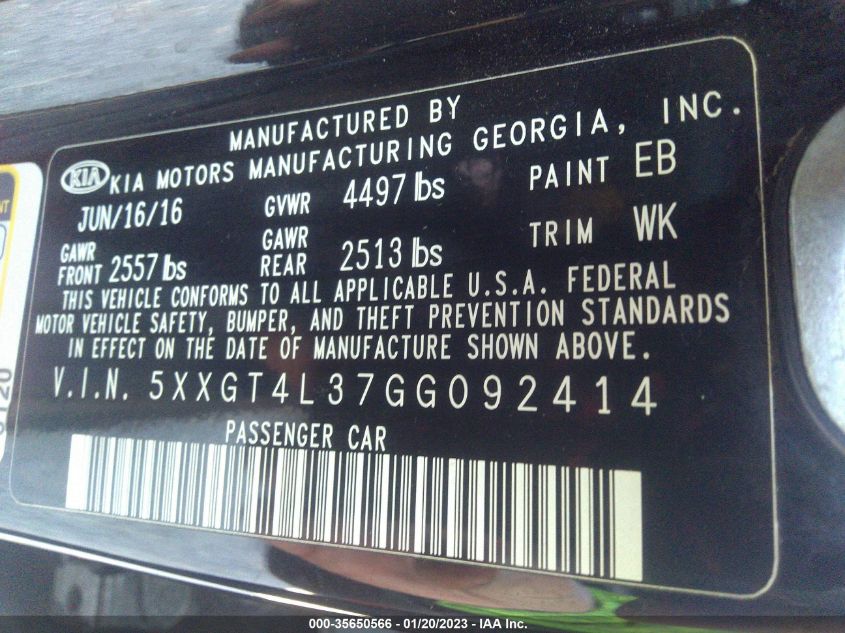 MANUFACTURED BY
KIA KIA MOTORS MANUFACTURING GEORGIA, INC.
JUN/16/16 GVWR 4497 lbs PAINT EB
GAWR FRONT 2557 lbs GAWR REAR 2513 lbs TRIM WK
THIS VEHICLE CONFORMS TO ALL APPLICABLE U.S.A. FEDERAL
MOTOR VEHICLE SAFETY, BUMPER, AND THEFT PREVENTION STANDARDS
IN EFFECT ON THE DATE OF MANUFACTURE SHOWN ABOVE.
V.I.N. 5XXGT4L37GG092414
PASSENGER CAR
000-35650566 — 01/20/2023 — IAA Inc.